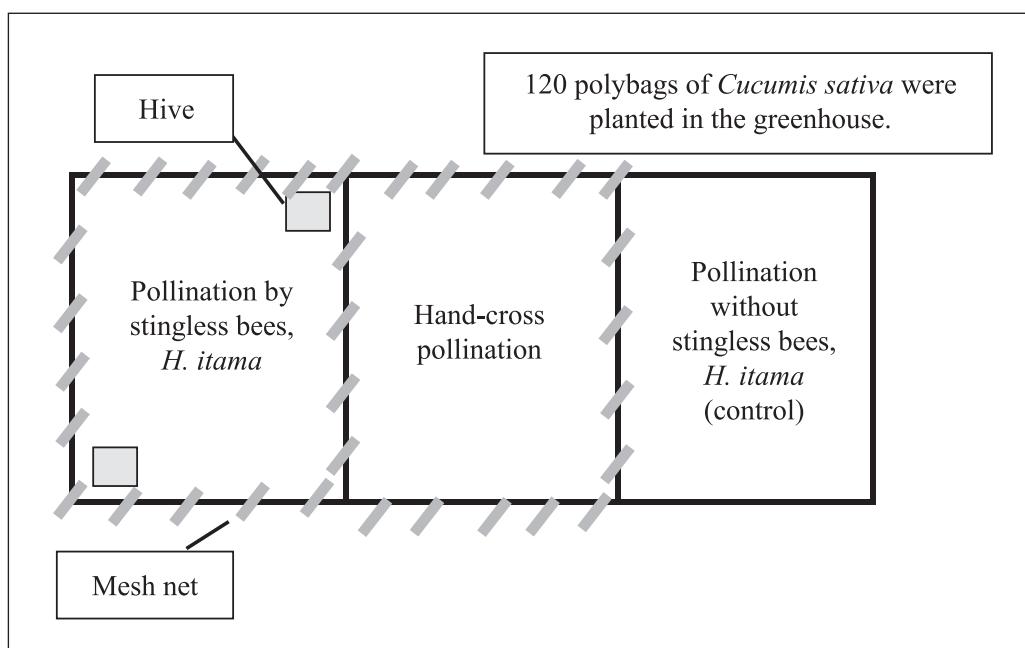 120 polybags of Cucumis sativa were
planted in the greenhouse.
Hive
Pollination by
stingless bees,
H. itama
Hand-cross
pollination
Pollination
without
stingless bees,
H. itama
(control)
Mesh net